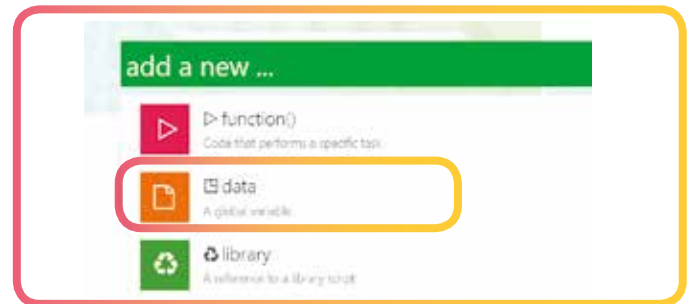 add a new ...
function()
Code that performs a specific task
data
A global variable
library
A reference to a library script